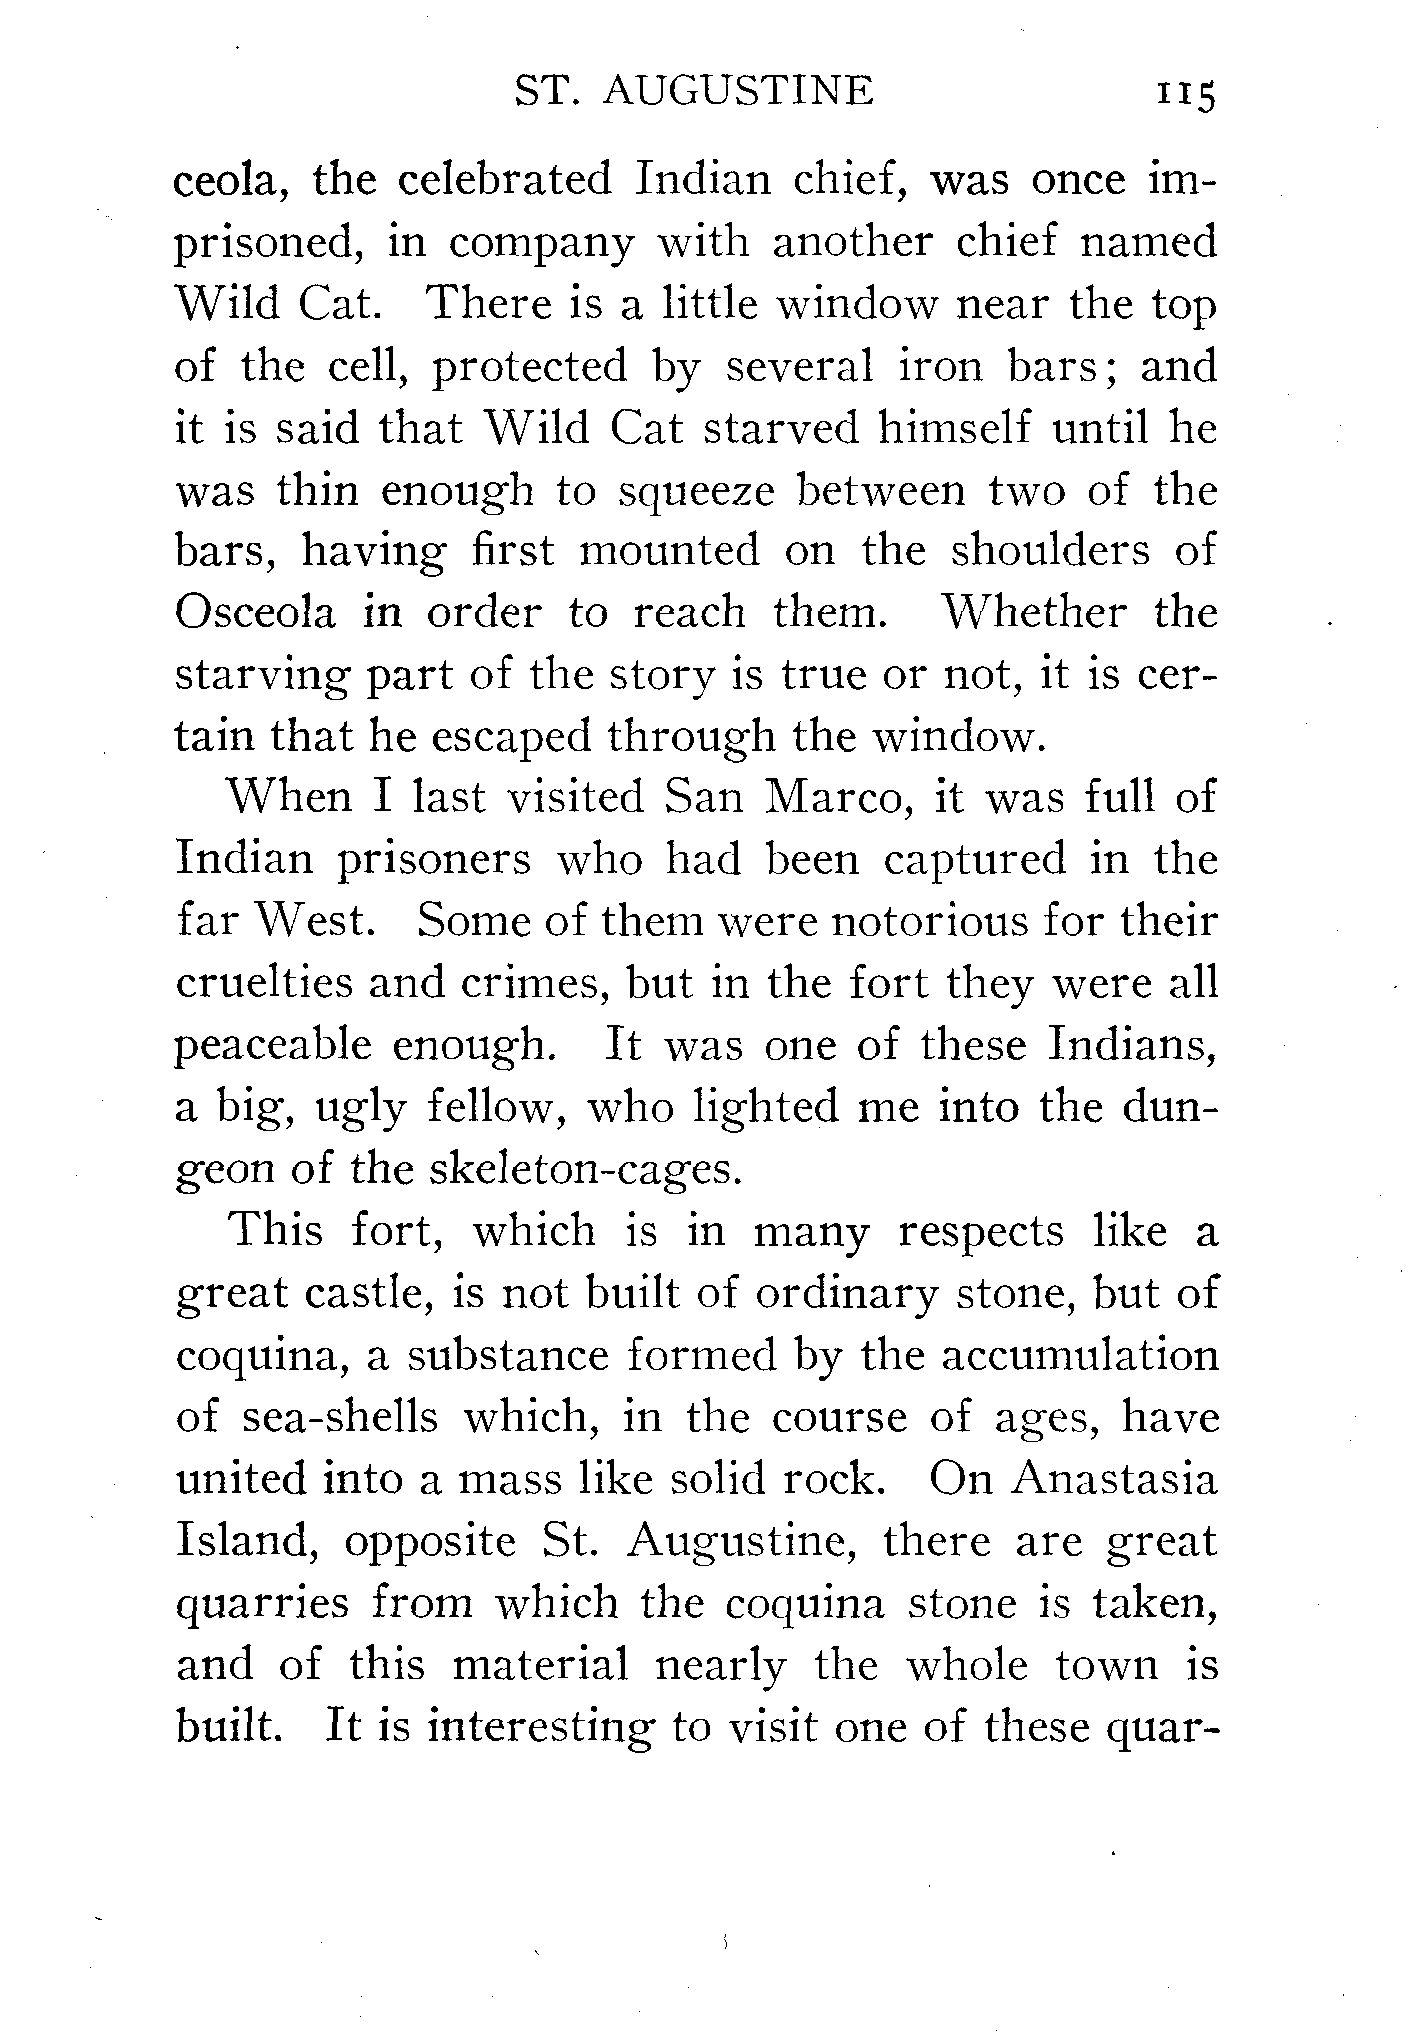 ST. AUGUSTINE 115
ceola, the celebrated Indian chief, was once im-
prisoned, in company with another chief named
Wild Cat. There is a little window near the top
of the cell, protected by several iron bars; and
it is said that Wild Cat starved himself until he
was thin enough to squeeze between two of the
bars, having first mounted on the shoulders of
Osceola in order to reach them. Whether the
starving part of the story is true or not, it is cer-
tain that he escaped through the window.
When I last visited San Marco, it was full of
Indian prisoners who had been captured in the
far West. Some of them were notorious for their
cruelties and crimes, but in the fort they were all
peaceable enough. It was one of these Indians,
a big, ugly fellow, who lighted me into the dun-
geon of the skeleton-cages.
This fort, which is in many respects like a
great castle, is not built of ordinary stone, but of
coquina, a substance formed by the accumulation
of sea-shells which, in the course of ages, have
united into a mass like solid rock. On Anastasia
Island, opposite St. Augustine, there are great
quarries from which the coquina stone is taken,
and of this material nearly the whole town is
built. It is interesting to visit one of these quar-